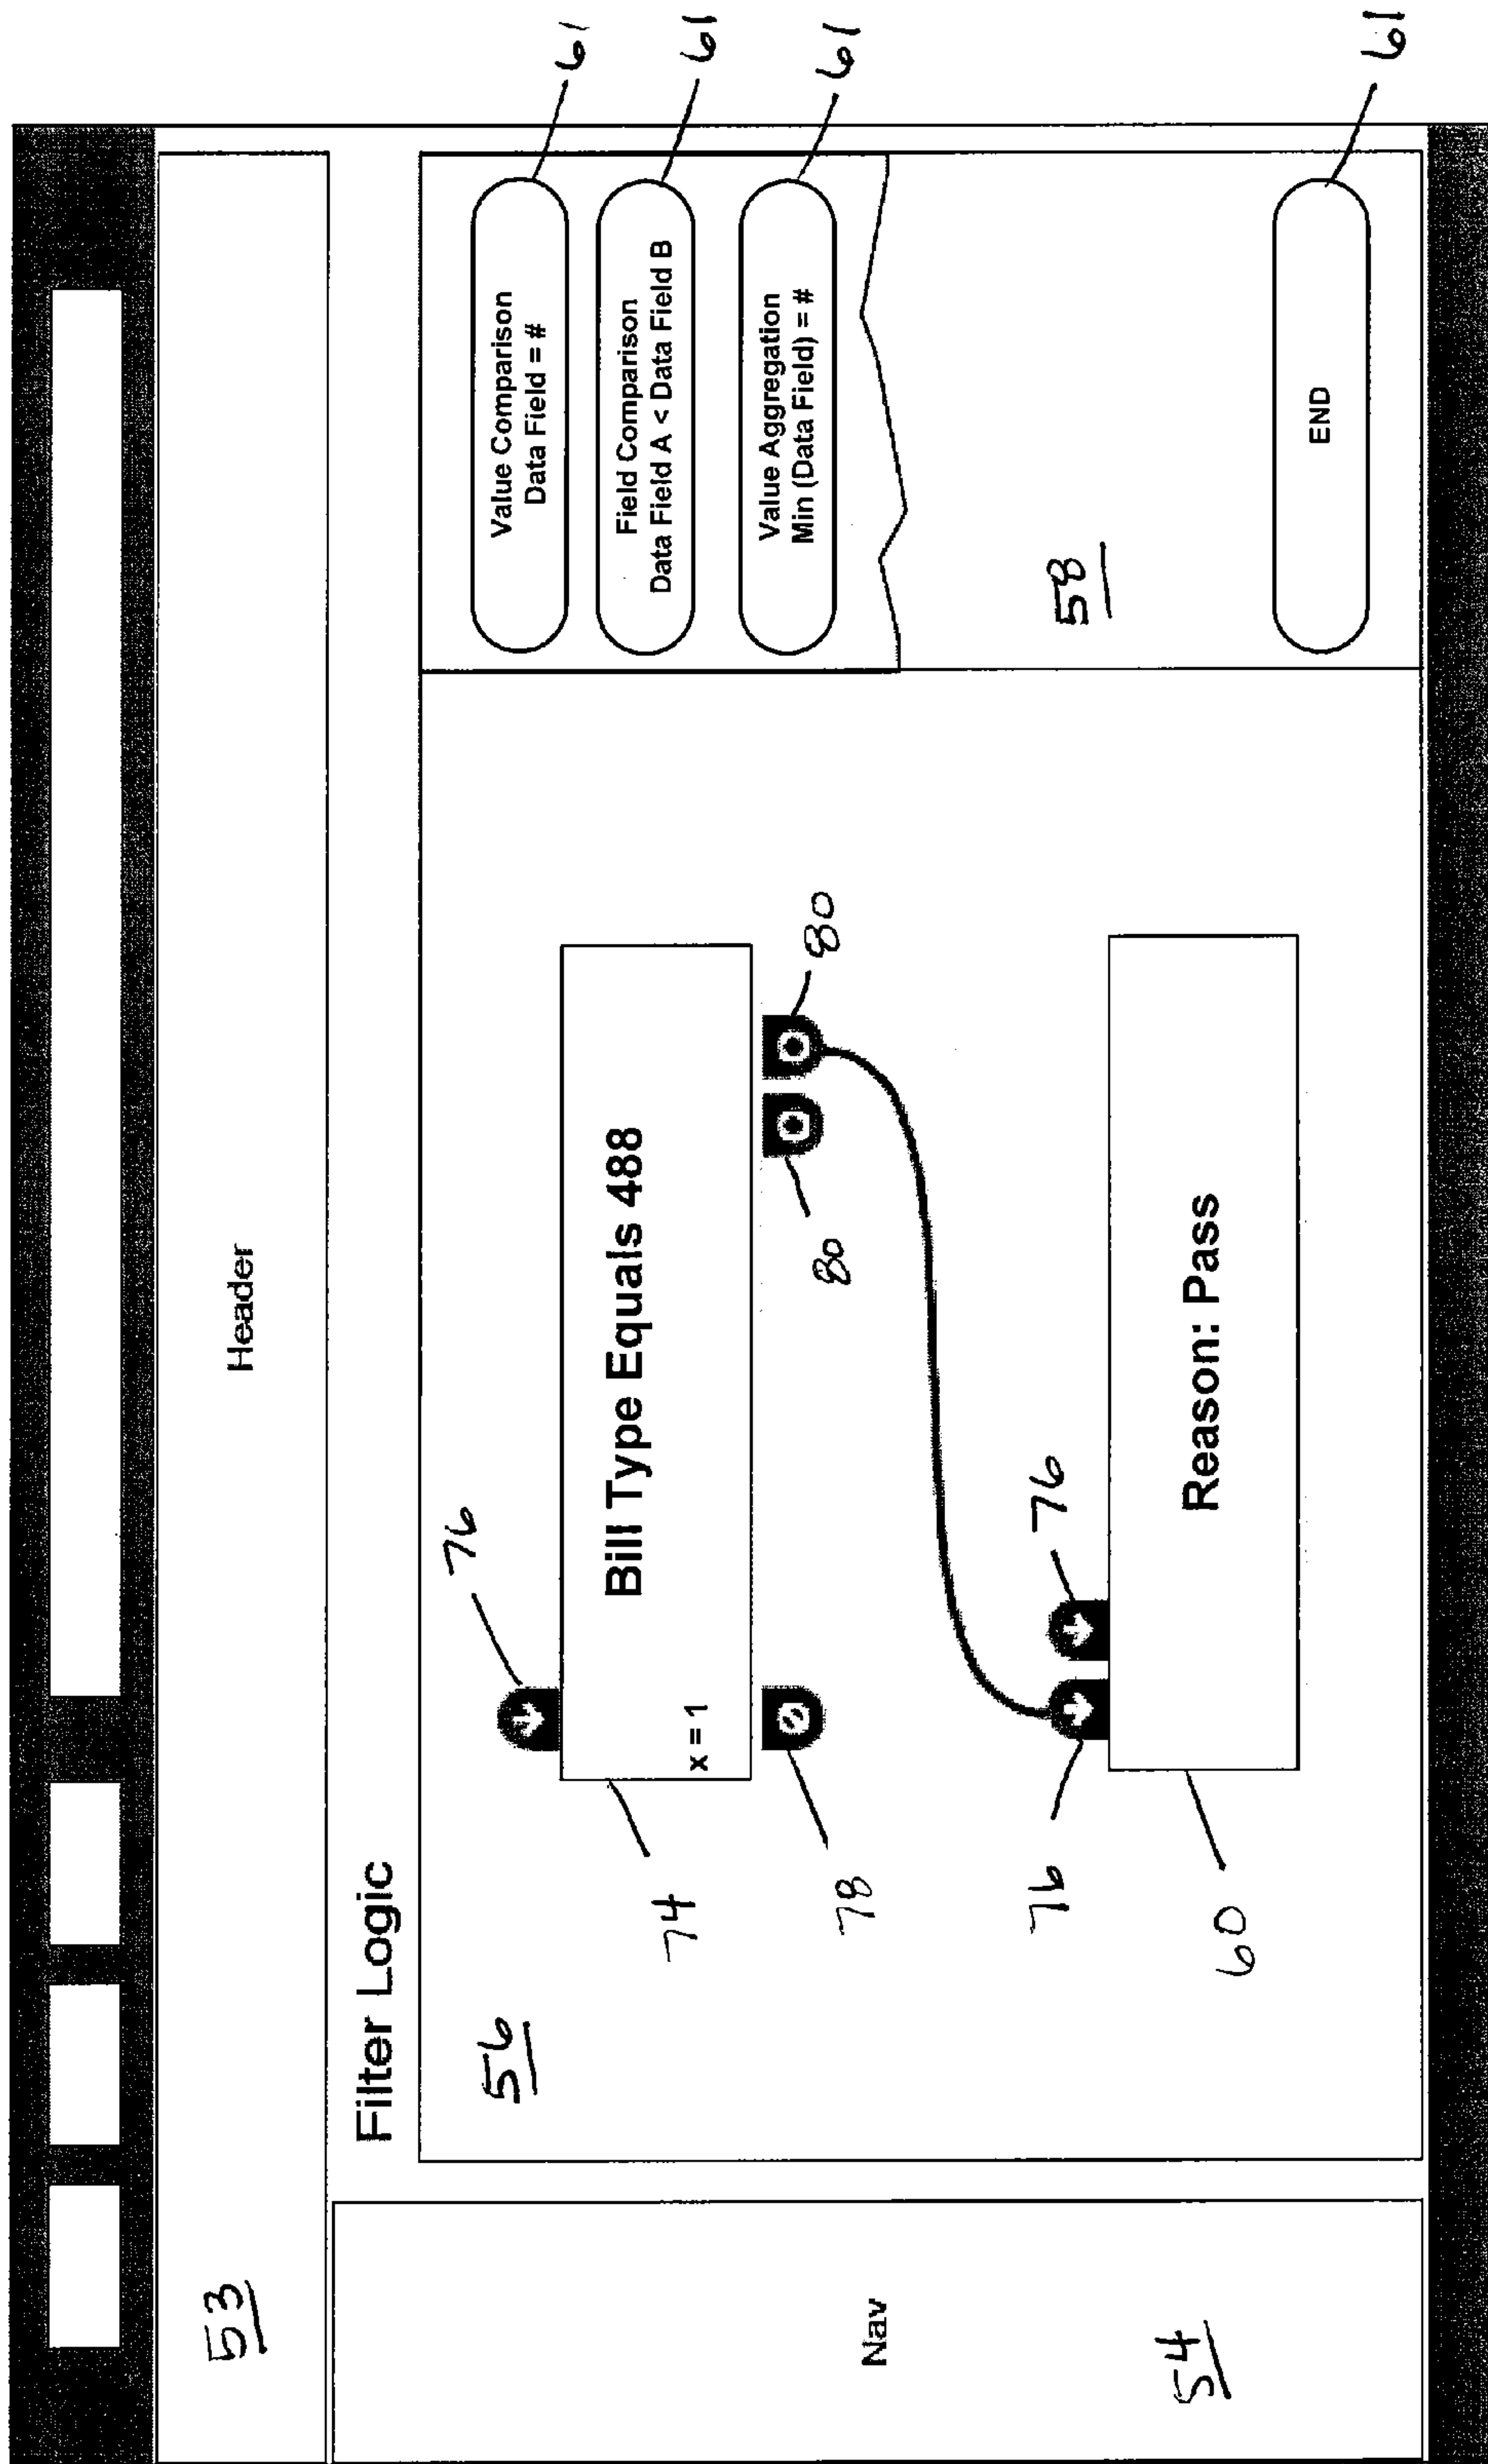 53
Header
Filter Logic
Nav
54
56
76
74
Bill Type Equals 488
x = 1
78
80
80
76
76
60
Reason: Pass
Value Comparison
Data Field = #
61
Field Comparison
Data Field A < Data Field B
61
Value Aggregation
Min (Data Field) = #
61
58
END
61